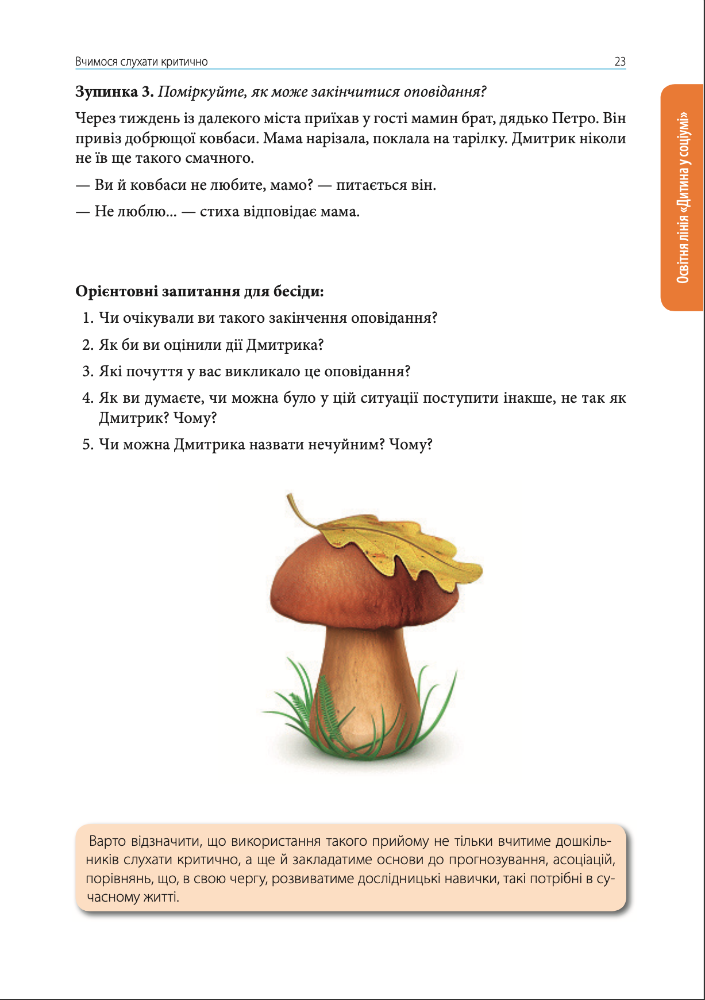 Вчимося слухати критично 23
Зупинка 3. Поміркуйте, як може закінчитися оповідання?
Через тиждень із далекого міста приїхав у гості мамин брат, дядько Петро. Він
привіз добрющої ковбаси. Мама нарізала, поклала на тарілку. Дмитрик ніколи
не їв ще такого смачного.
— Ви й ковбаси не любите, мамо? — питається він.
— Не люблю... — стиха відповідає мама.
Орієнтовні запитання для бесіди:
1. Чи очікували ви такого закінчення оповідання?
2. Як би ви оцінили дії Дмитрика?
3. Які почуття у вас викликало це оповідання?
4. Як ви думаєте, чи можна було у цій ситуації поступити інакше, не так як
Дмитрик? Чому?
5. Чи можна Дмитрика назвати нечуйним? Чому?
Варто відзначити, що використання такого прийому не тільки вчитиме дошкіль-
ників слухати критично, а ще й закладатиме основи до прогнозування, асоціацій,
порівнянь, що, в свою чергу, розвиватиме дослідницькі навички, такі потрібні в су-
часному житті.
Освітня лінія «Дитина у соціумі»